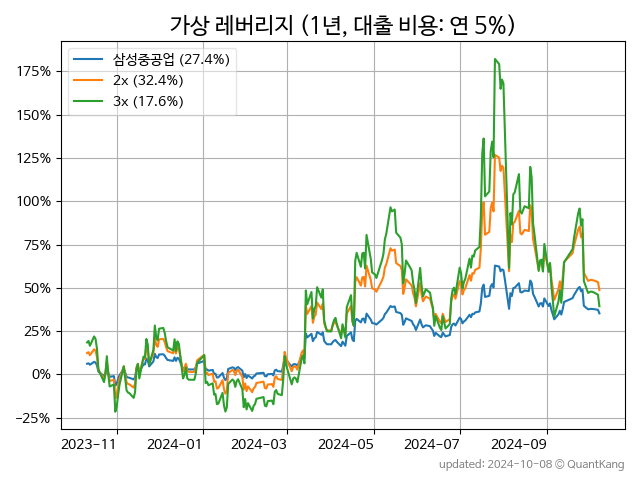 가상 레버리지 (1년, 대출 비용: 연 5%)
삼성중공업 (27.4%)
2x (32.4%)
3x (17.6%)
175%
150%
125%
100%
75%
50%
25%
0%
−25%
2023-11 2024-01 2024-03 2024-05 2024-07 2024-09
updated: 2024-10-08 © QuantKang